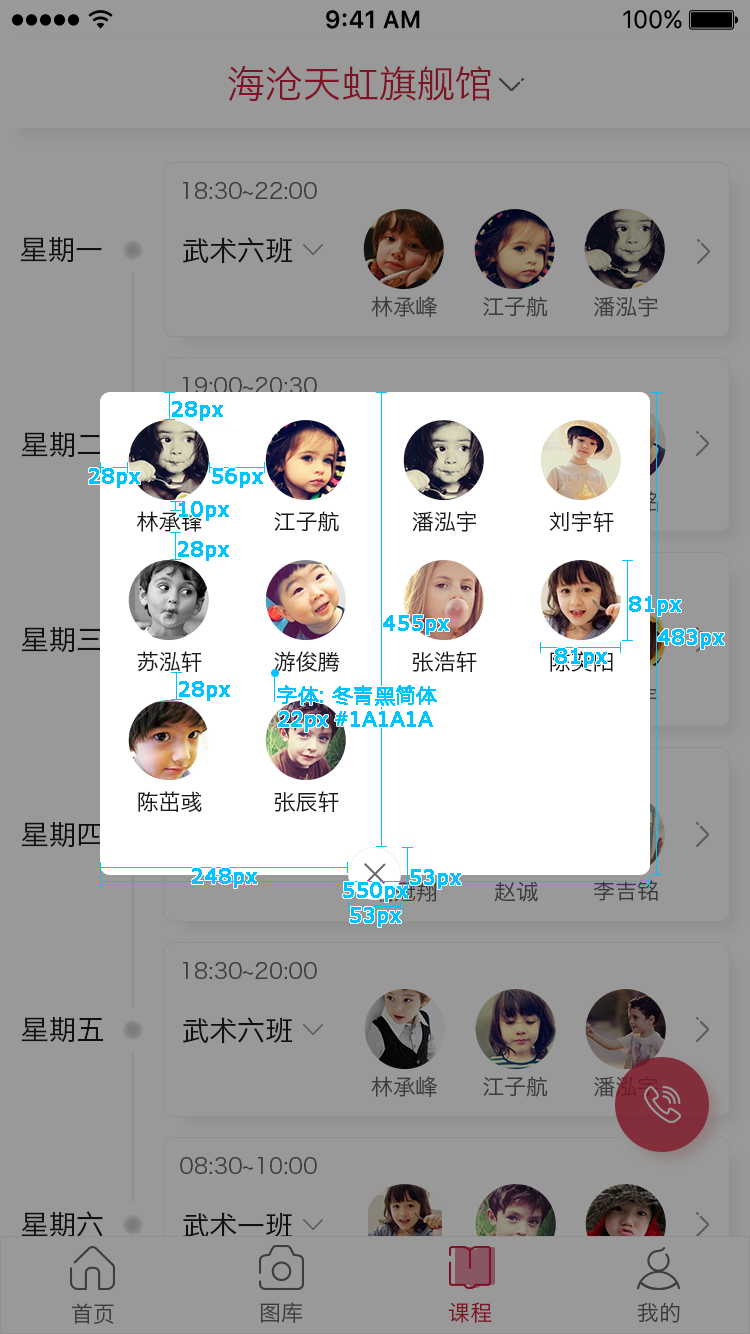 9:41 AM
100%
海沧天虹旗舰馆
18:30~22:00
星期一
武术六班
林承峰
江子航
潘泓宇
19:00~20:30
星期二
28px
28px
56px
10px
林承锋
江子航
潘泓宇
刘宇轩
28px
星期三
455px
81px
483px
苏泓轩
游俊腾
张浩轩
81px
28px
字体: 冬青黑简体
22px #1A1A1A
陈茁彧
张辰轩
星期四
248px
53px
550px
53px
赵诚
李吉铭
18:30~20:00
星期五
武术六班
林承峰
江子航
潘泓宇
08:30~10:00
星期六
武术一班
首页
图库
课程
我的